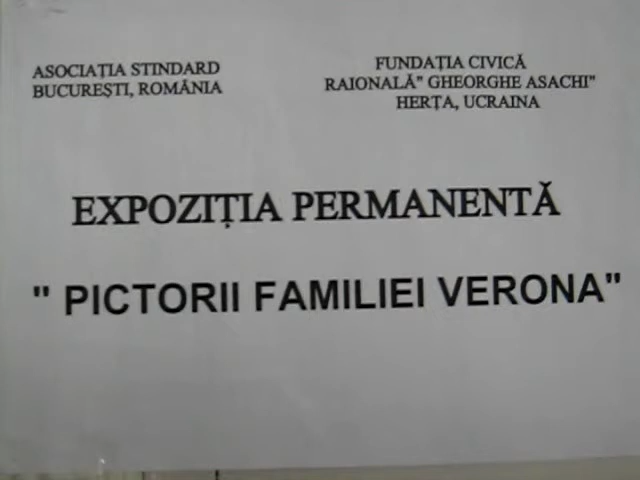 ASOCIAȚIA STINDARD
BUCUREȘTI, ROMÂNIA
FUNDAȚIA CIVICĂ
RAIONALĂ" GHEORGHE ASACHI"
HERȚA, UCRAINA
EXPOZIȚIA PERMANENTĂ
" PICTORII FAMILIEI VERONA"